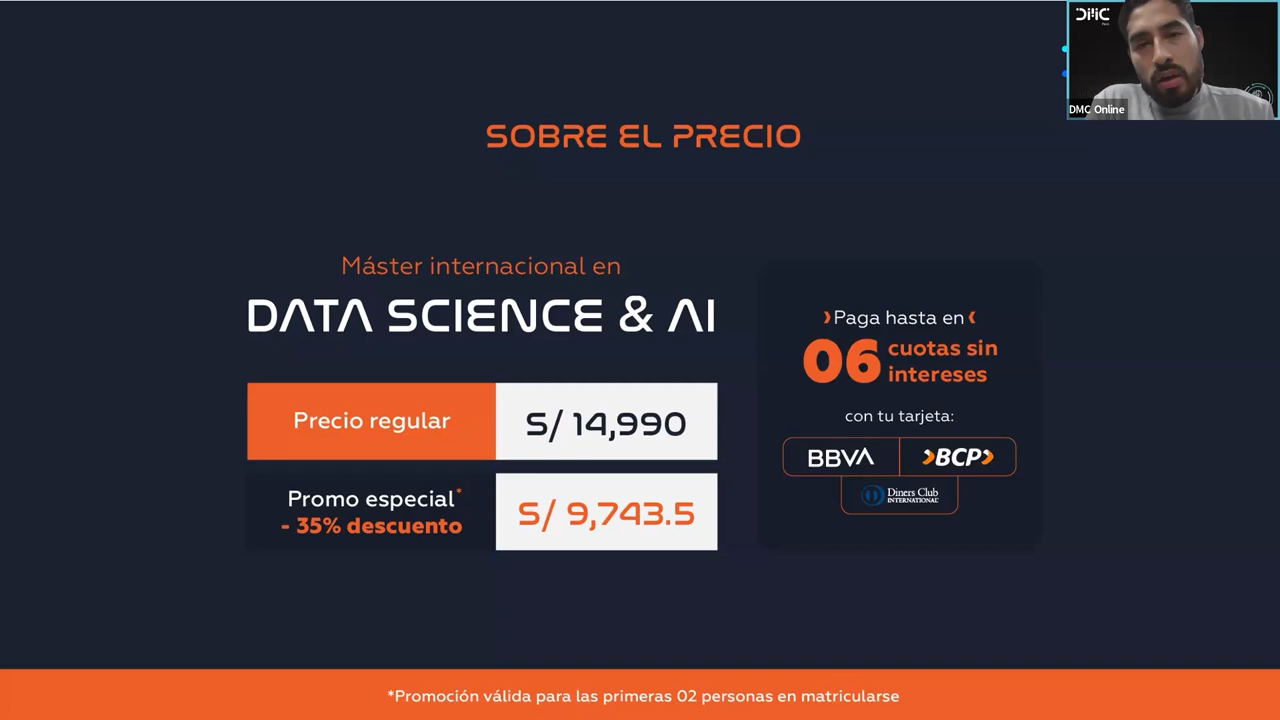 DMC
DMC Online
SOBRE EL PRECIO
Máster internacional en
DATA SCIENCE & AI
Precio regular
S/ 14,990
Promo especial*
- 35% descuento
S/ 9,743.5
Paga hasta en
06 cuotas sin
intereses
con tu tarjeta:
BBVA
BCP
Diners Club
INTERNATIONAL
*Promoción válida para las primeras 02 personas en matricularse